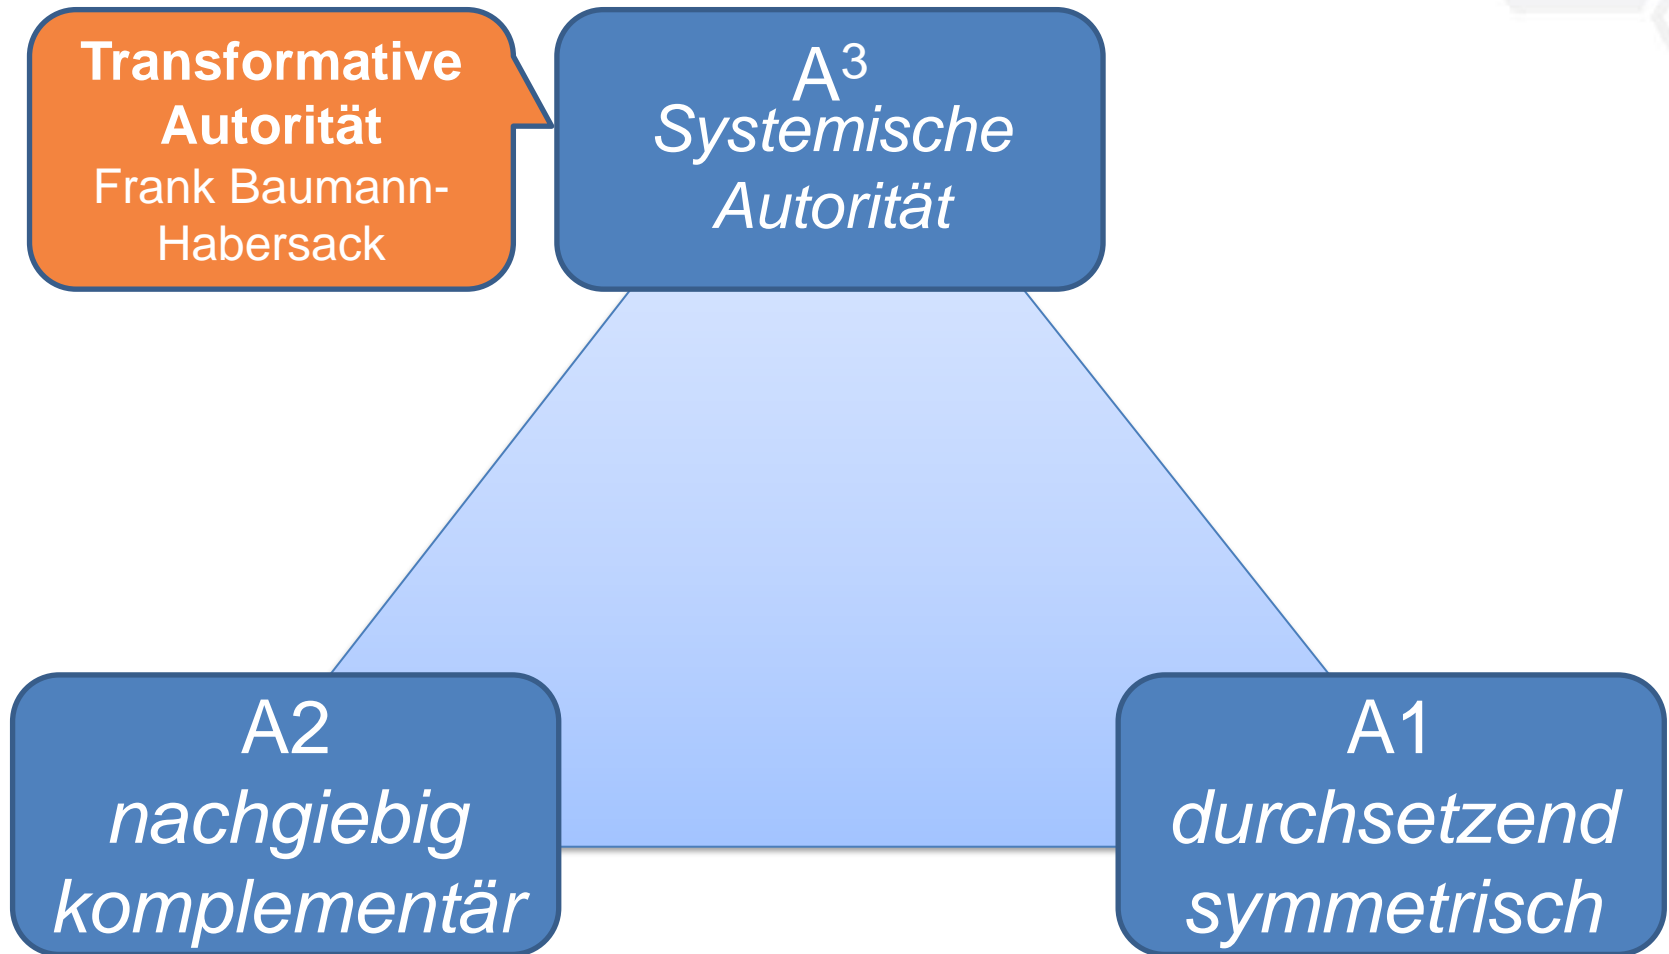 Transformative
Autorität
Frank Baumann-
Habersack
A³
Systemische
Autorität
A2
nachgiebig
komplementär
A1
durchsetzend
symmetrisch